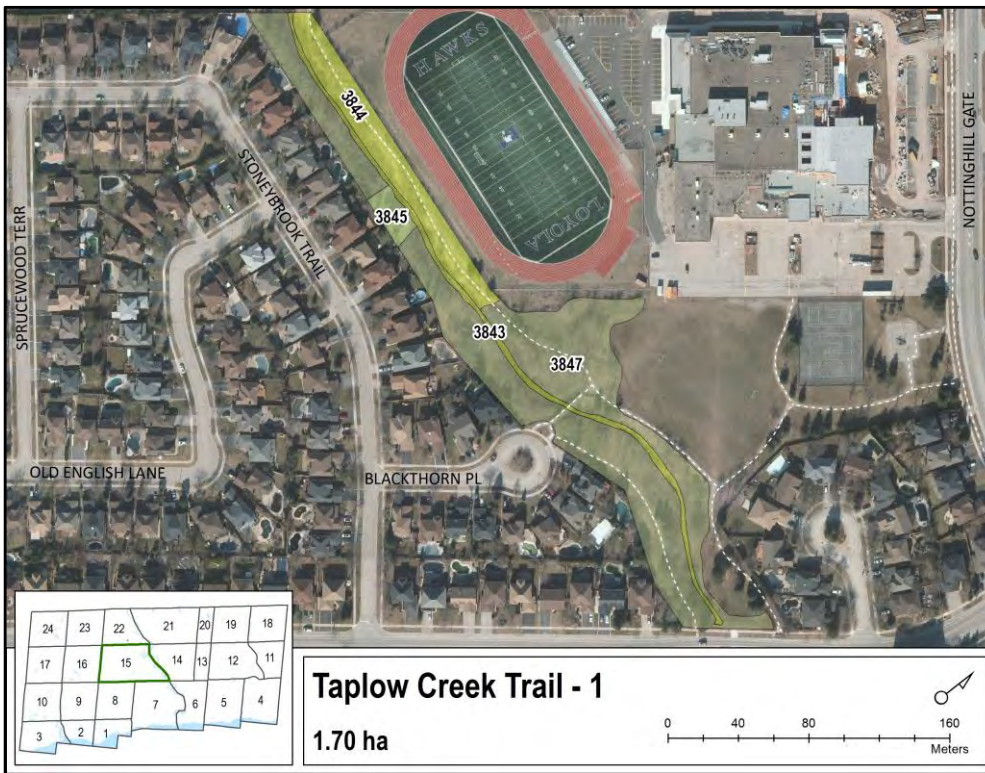 HAWKS
LOYOLA
3844
3845
3843
3847
STONEYBROOK TRAIL
SPRUCEWOOD TERR
NOTTINGHILL GATE
OLD ENGLISH LANE
BLACKTHORN PL
24 23 22 21 20 19 18
17 16 15 14 13 12 11
10 9 8 7 6 5 4
3 2 1
Taplow Creek Trail - 1
1.70 ha
0 40 80 160
Meters